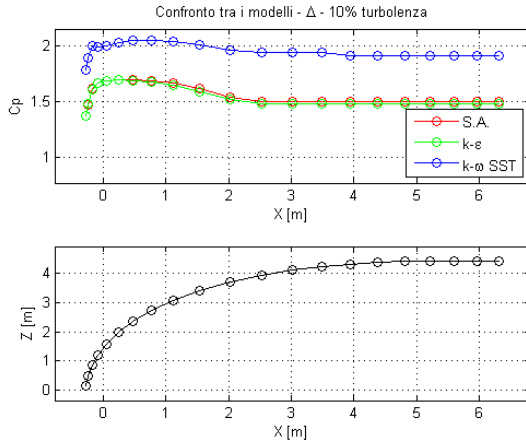 Confronto tra i modelli - Δ - 10% turbolenza
2
1.5
1
Cp
S.A.
k-ε
k-ω SST
0 1 2 3 4 5 6
X [m]
4
3
2
1
0
Z [m]
0 1 2 3 4 5 6
X [m]